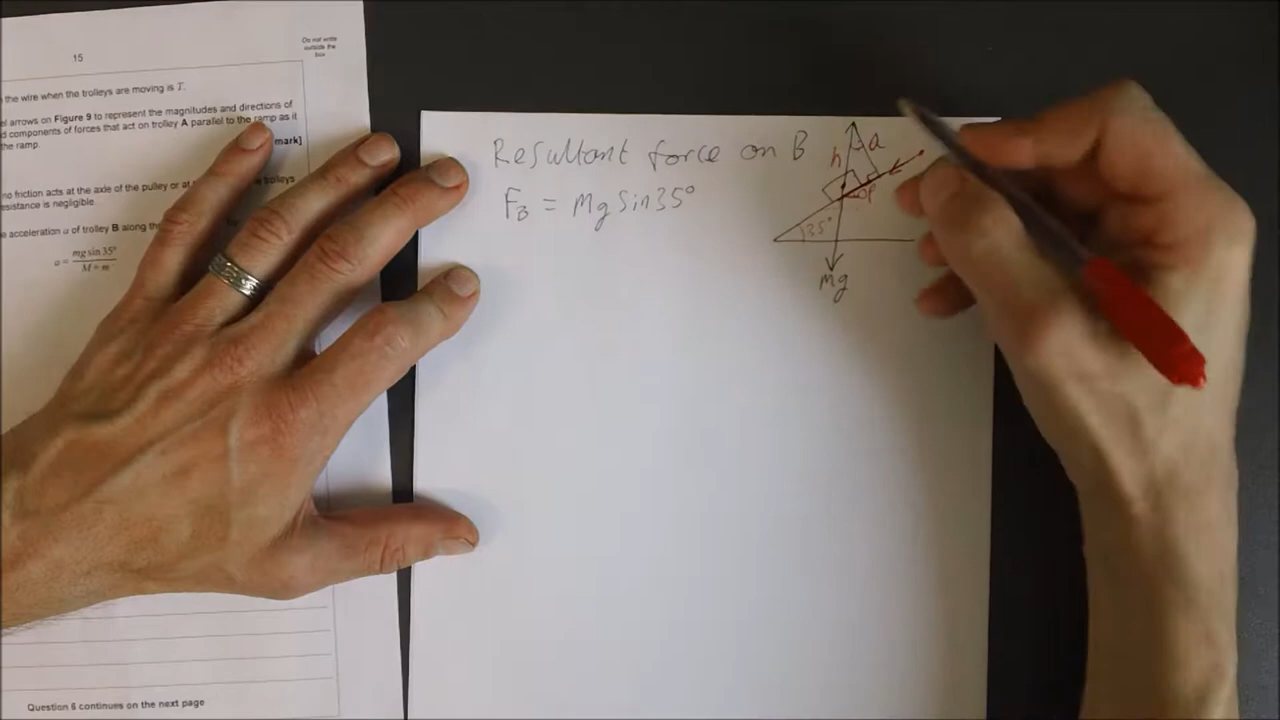 15
Do not write
outside the
box
the wire when the trolleys are moving is T.
arrows on Figure 9 to represent the magnitudes and directions of
components of forces that act on trolley A parallel to the ramp as it
the ramp.
mark]
no friction acts at the axle of the pulley or at trolleys
resistance is negligible.
acceleration a of trolley B along
a = mg sin 35° / M + m
Question 6 continues on the next page
Resultant force on B
F_B = Mg sin 35°
h
a
op
35°
Mg